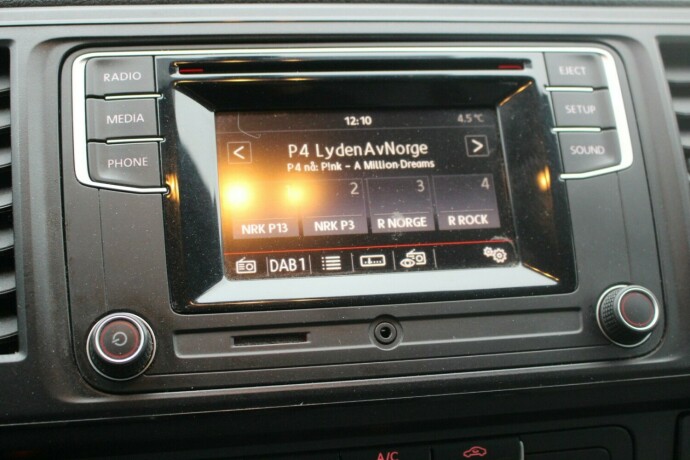 RADIO
MEDIA
PHONE
EJECT
SETUP
SOUND
12:10 4.5 °C
< P4 LydenAvNorge >
P4 nå: P!nk - A Million Dreams
2 3 4
NRK P13 NRK P3 R NORGE R ROCK
DAB1
A/C